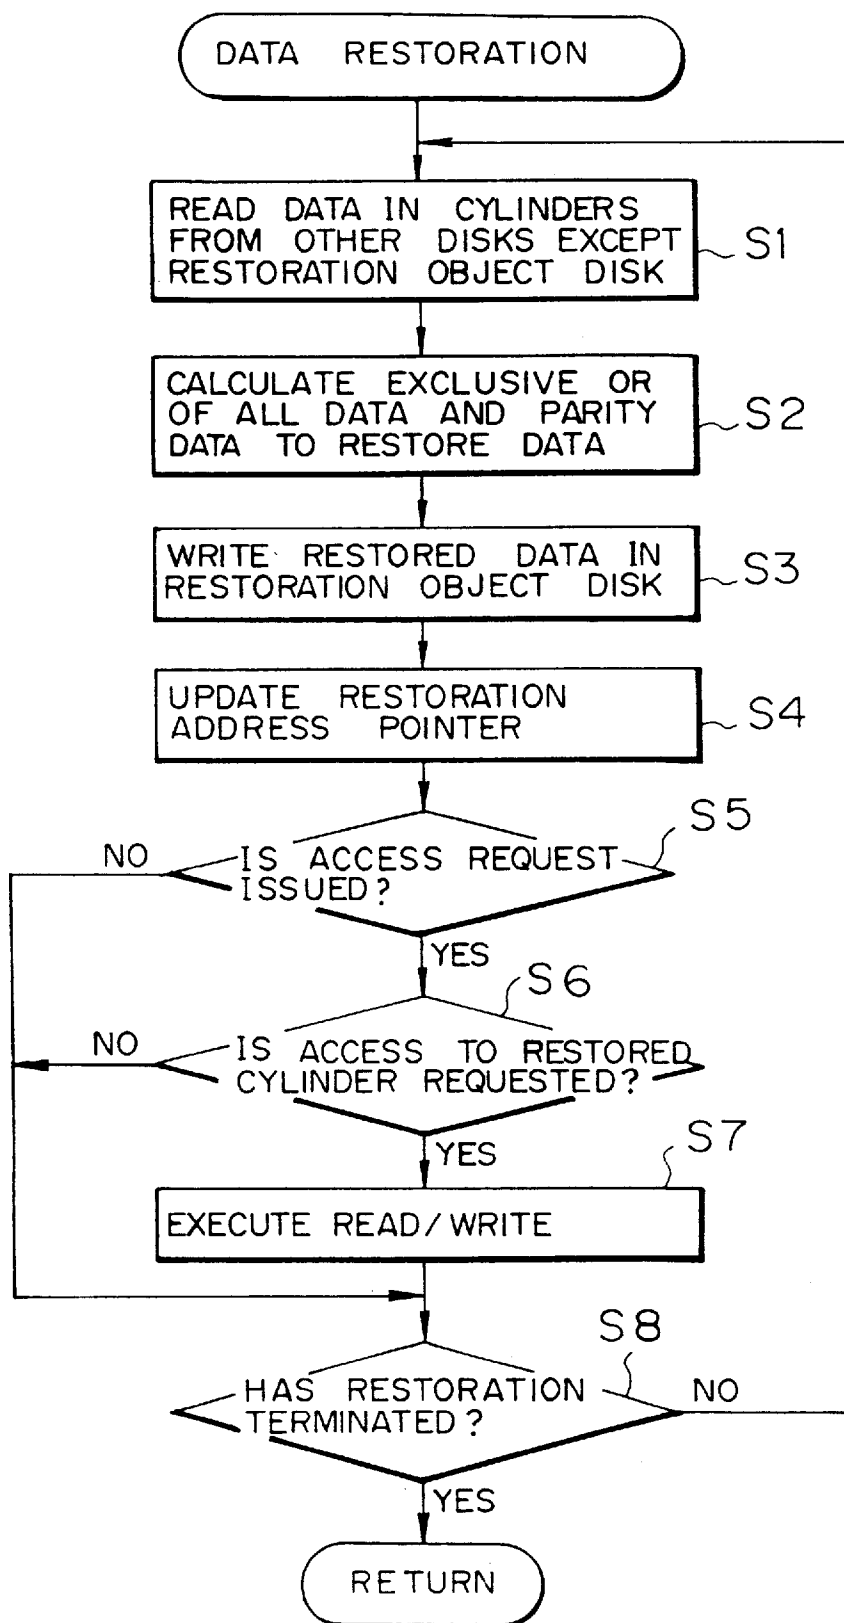 DATA RESTORATION
READ DATA IN CYLINDERS
FROM OTHER DISKS EXCEPT
RESTORATION OBJECT DISK
S1
CALCULATE EXCLUSIVE OR
OF ALL DATA AND PARITY
DATA TO RESTORE DATA
S2
WRITE RESTORED DATA IN
RESTORATION OBJECT DISK
S3
UPDATE RESTORATION
ADDRESS POINTER
S4
S5
NO
IS ACCESS REQUEST
ISSUED?
YES
S6
NO
IS ACCESS TO RESTORED
CYLINDER REQUESTED?
YES
S7
EXECUTE READ/WRITE
S8
HAS RESTORATION
TERMINATED?
NO
YES
RETURN